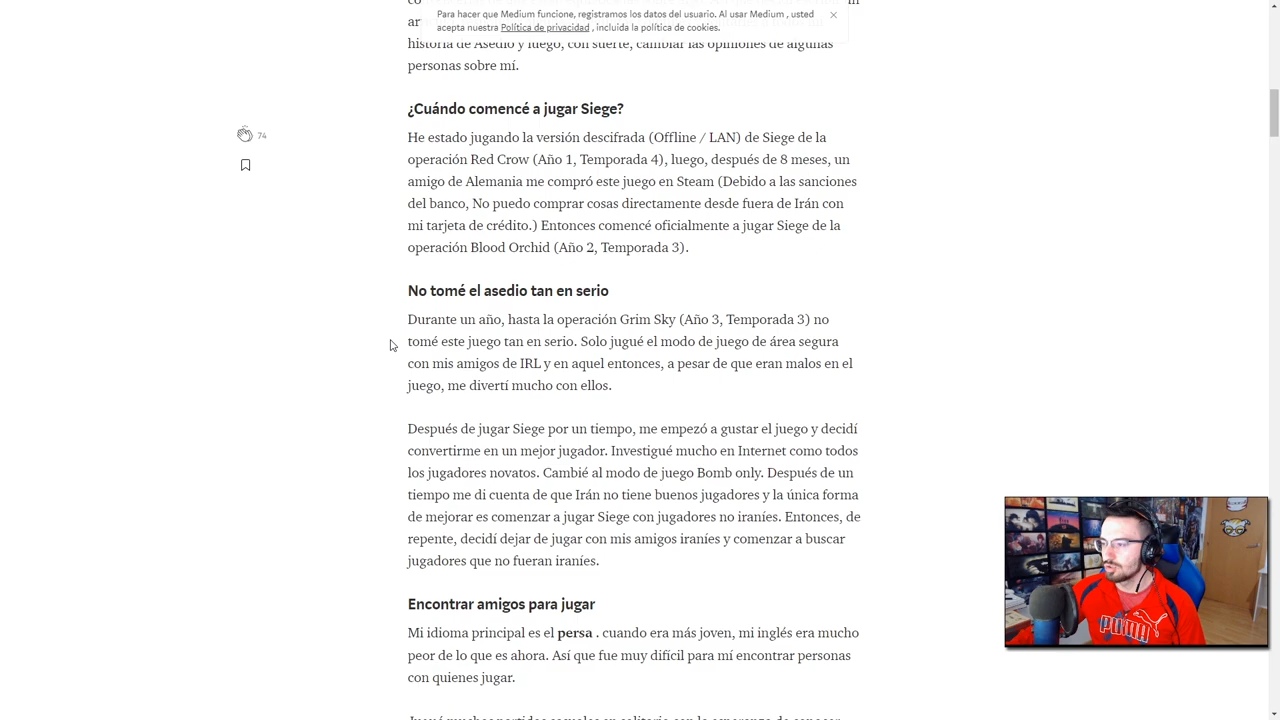 Para hacer que Medium funcione, registramos los datos del usuario. Al usar Medium , usted
acepta nuestra Política de privacidad , incluida la política de cookies.
historia de Asedio y luego, con suerte, cambiar las opiniones de algunas
personas sobre mí.
¿Cuándo comencé a jugar Siege?
74
He estado jugando la versión descifrada (Offline / LAN) de Siege de la
operación Red Crow (Año 1, Temporada 4), luego, después de 8 meses, un
amigo de Alemania me compró este juego en Steam (Debido a las sanciones
del banco, No puedo comprar cosas directamente desde fuera de Irán con
mi tarjeta de crédito.) Entonces comencé oficialmente a jugar Siege de la
operación Blood Orchid (Año 2, Temporada 3).
No tomé el asedio tan en serio
Durante un año, hasta la operación Grim Sky (Año 3, Temporada 3) no
tomé este juego tan en serio. Solo jugué el modo de juego de área segura
con mis amigos de IRL y en aquel entonces, a pesar de que eran malos en el
juego, me divertí mucho con ellos.
Después de jugar Siege por un tiempo, me empezó a gustar el juego y decidí
convertirme en un mejor jugador. Investigué mucho en Internet como todos
los jugadores novatos. Cambié al modo de juego Bomb only. Después de un
tiempo me di cuenta de que Irán no tiene buenos jugadores y la única forma
de mejorar es comenzar a jugar Siege con jugadores no iraníes. Entonces, de
repente, decidí dejar de jugar con mis amigos iraníes y comenzar a buscar
jugadores que no fueran iraníes.
Encontrar amigos para jugar
Mi idioma principal es el persa . cuando era más joven, mi inglés era mucho
peor de lo que es ahora. Así que fue muy difícil para mí encontrar personas
con quienes jugar.
PUMA